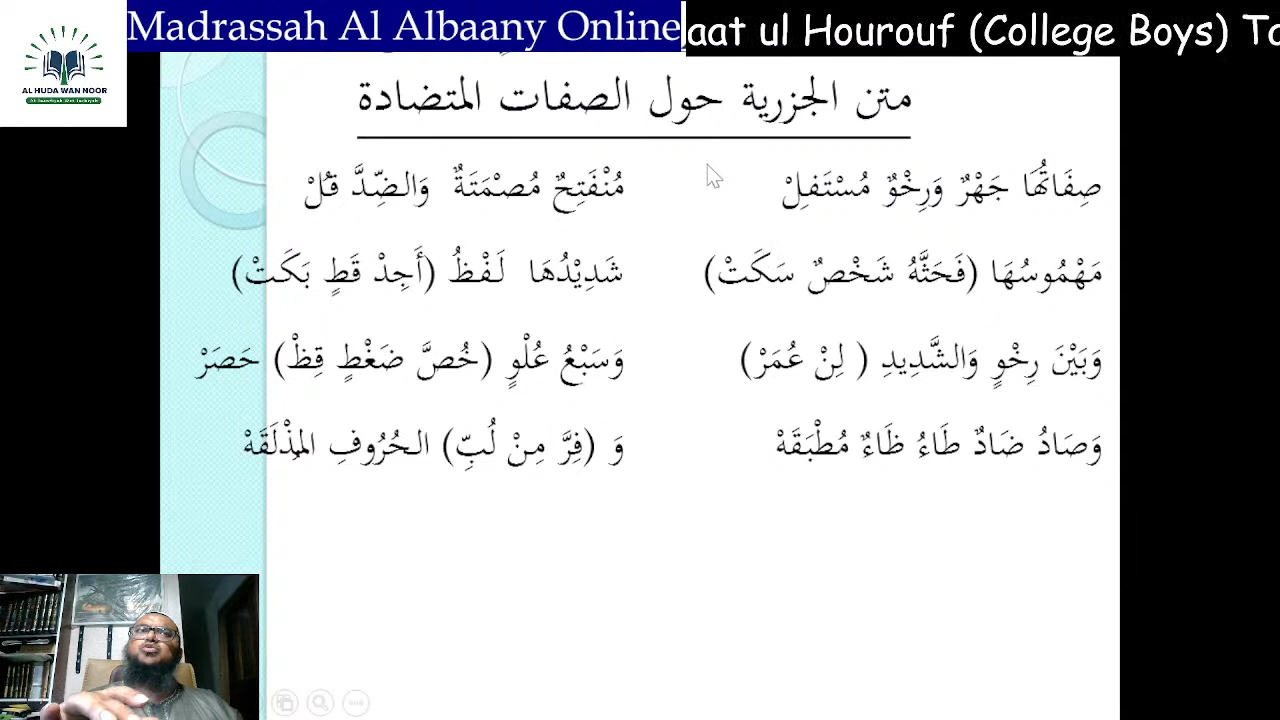 Madrassah Al Albaany Online
aat ul Hourouf (College Boys) To
AL HUDA WAN NOOR
متن الجزرية حول الصفات المتضادة
صِفَاتُهَا جَهْرٌ وَرِخْوٌ مُسْتَفِلْ مُنْفَتِحٌ مُصْمَتَةٌ وَالضِّدَّ قُلْ
مَهْمُوسُهَا (فَحَثَّهُ شَخْصٌ سَكَتْ) شَدِيْدُهَا لَفْظُ (أَجِدْ قَطٍ بَكَتْ)
وَبَيْنَ رِخْوٍ وَالشَّدِيدِ ( لِنْ عُمَرْ) وَسَبْعُ عُلْوٍ (خُصَّ ضَغْطٍ قِظْ) حَصَرْ
وَصَادُ ضَادٌ طَاءُ ظَاءٌ مُطْبَقَهْ وَ (فِرَّ مِنْ لُبِّ) الحُرُوفِ المذْلَقَهْ